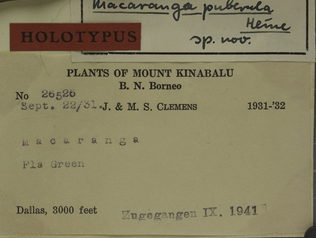 Macaranga puberula
Heine
HOLOTYPUS
sp. nov.
PLANTS OF MOUNT KINABALU
B. N. Borneo
No 26526
Sept. 22/31. J. & M. S. CLEMENS 1931-'32
Macaranga
Fls Green
Dallas, 3000 feet Zugegangen IX. 1941